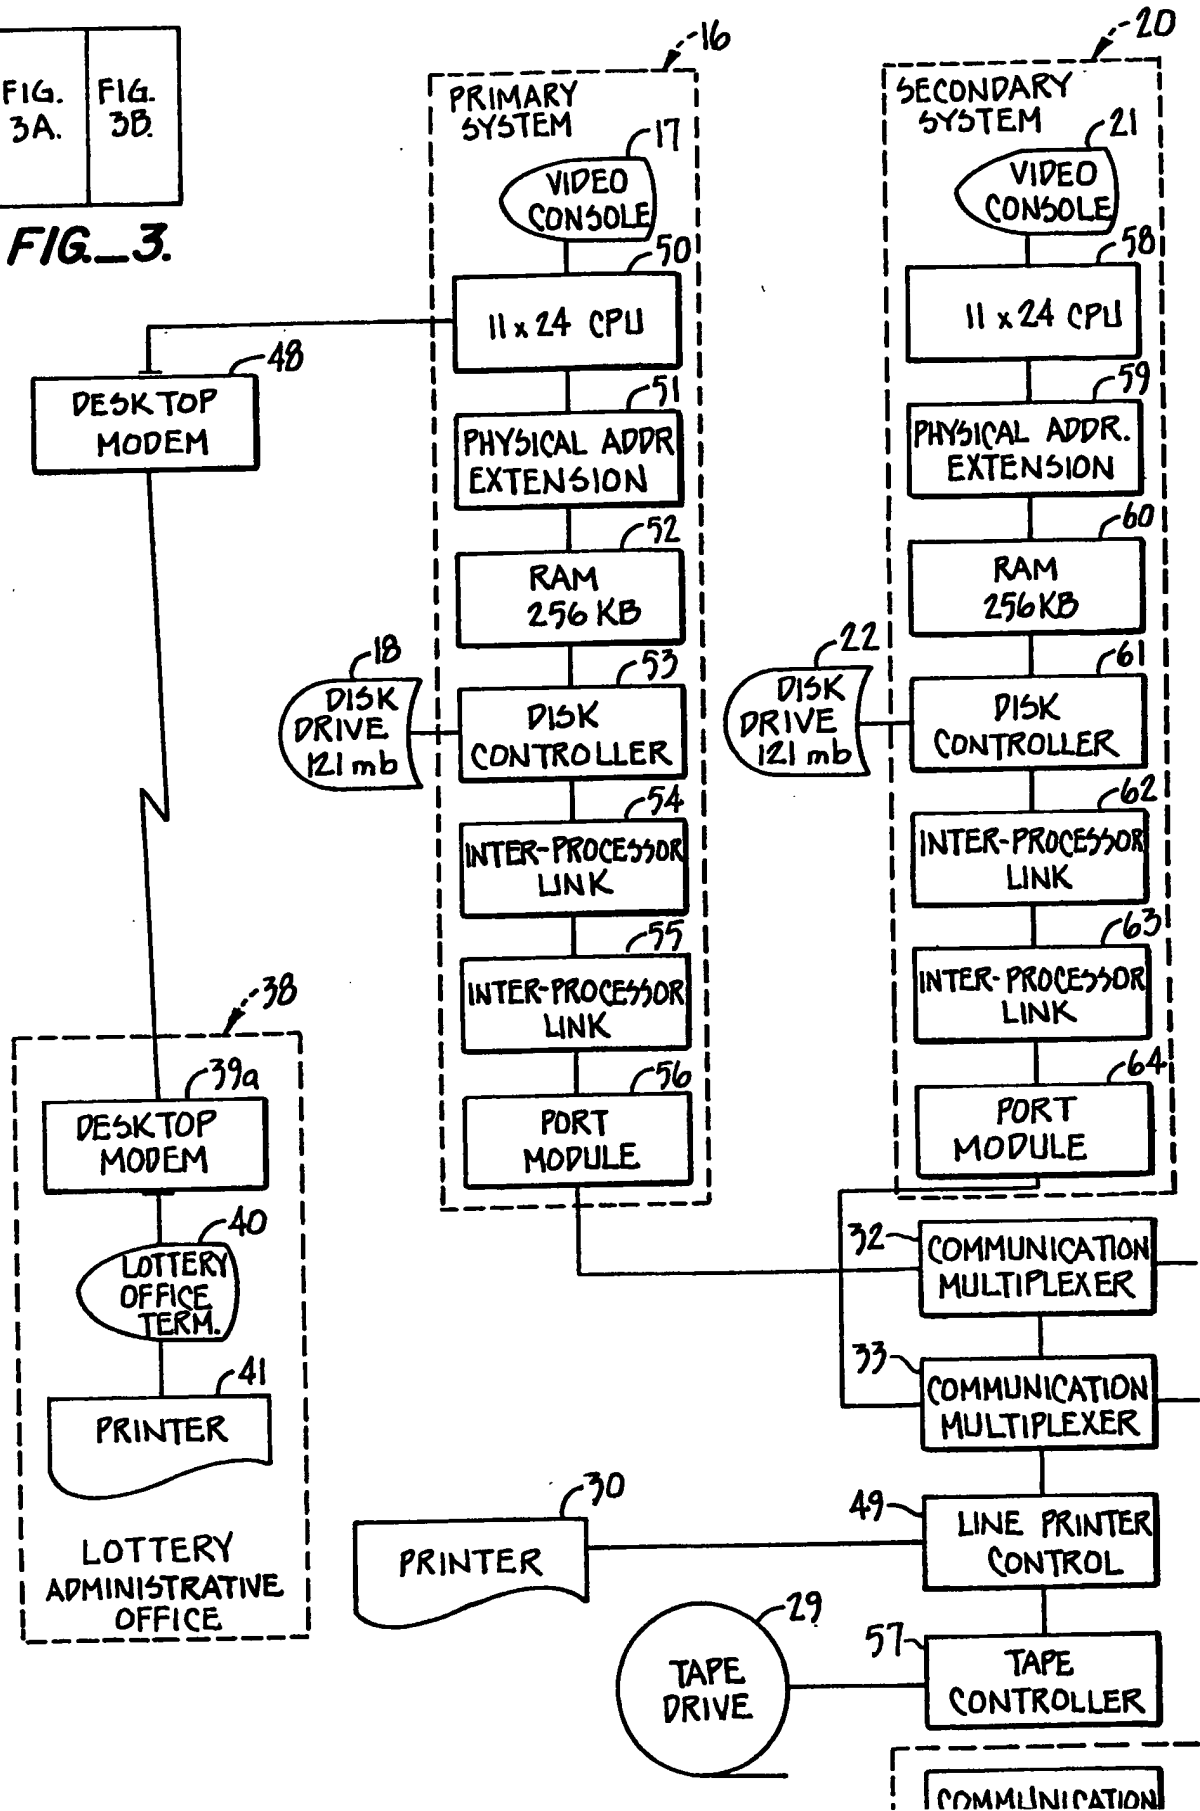 FIG.
3A.
FIG.
3B.
FIG._3.
16
PRIMARY
SYSTEM
17
VIDEO
CONSOLE
50
11 x 24 CPU
51
PHYSICAL ADDR
EXTENSION
52
RAM
256 KB
18
DISK
DRIVE
121 mb
53
DISK
CONTROLLER
54
INTER-PROCESSOR
LINK
55
INTER-PROCESSOR
LINK
56
PORT
MODULE
20
SECONDARY
SYSTEM
21
VIDEO
CONSOLE
58
11 x 24 CPU
59
PHYSICAL ADDR.
EXTENSION
60
RAM
256 KB
22
DISK
DRIVE
121 mb
61
DISK
CONTROLLER
62
INTER-PROCESSOR
LINK
63
INTER-PROCESSOR
LINK
64
PORT
MODULE
48
DESKTOP
MODEM
38
39a
DESKTOP
MODEM
40
LOTTERY
OFFICE
TERM.
41
PRINTER
LOTTERY
ADMINISTRATIVE
OFFICE
32
COMMUNICATION
MULTIPLEXER
33
COMMUNICATION
MULTIPLEXER
30
PRINTER
49
LINE PRINTER
CONTROL
29
TAPE
DRIVE
57
TAPE
CONTROLLER
COMMUNICATION